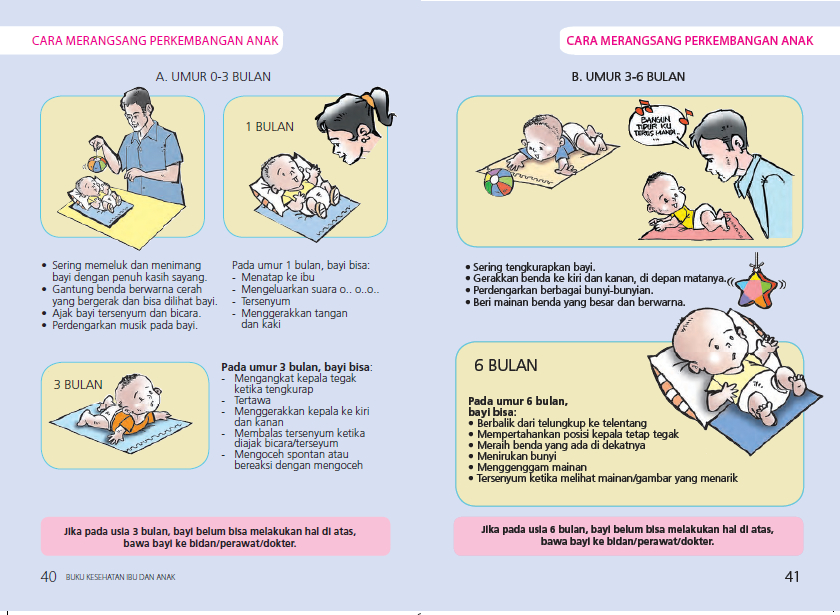 CARA MERANGSANG PERKEMBANGAN ANAK
A. UMUR 0-3 BULAN
1 BULAN
• Sering memeluk dan menimang
bayi dengan penuh kasih sayang.
• Gantung benda berwarna cerah
yang bergerak dan bisa dilihat bayi.
• Ajak bayi tersenyum dan bicara.
• Perdengarkan musik pada bayi.
Pada umur 1 bulan, bayi bisa:
- Menatap ke ibu
- Mengeluarkan suara o.. o..o..
- Tersenyum
- Menggerakkan tangan
dan kaki
3 BULAN
Pada umur 3 bulan, bayi bisa:
- Mengangkat kepala tegak
ketika tengkurap
- Tertawa
- Menggerakkan kepala ke kiri
dan kanan
- Membalas tersenyum ketika
diajak bicara/terseyum
- Mengoceh spontan atau
bereaksi dengan mengoceh
Jika pada usia 3 bulan, bayi belum bisa melakukan hal di atas,
bawa bayi ke bidan/perawat/dokter.
40 BUKU KESEHATAN IBU DAN ANAK
CARA MERANGSANG PERKEMBANGAN ANAK
B. UMUR 3-6 BULAN
BANGUN
TIDUR KU
TERUS MANDI..
...
• Sering tengkurapkan bayi.
• Gerakkan benda ke kiri dan kanan, di depan matanya.
• Perdengarkan berbagai bunyi-bunyian.
• Beri mainan benda yang besar dan berwarna.
6 BULAN
Pada umur 6 bulan,
bayi bisa:
• Berbalik dari telungkup ke telentang
• Mempertahankan posisi kepala tetap tegak
• Meraih benda yang ada di dekatnya
• Menirukan bunyi
• Menggenggam mainan
• Tersenyum ketika melihat mainan/gambar yang menarik
Jika pada usia 6 bulan, bayi belum bisa melakukan hal di atas,
bawa bayi ke bidan/perawat/dokter.
41